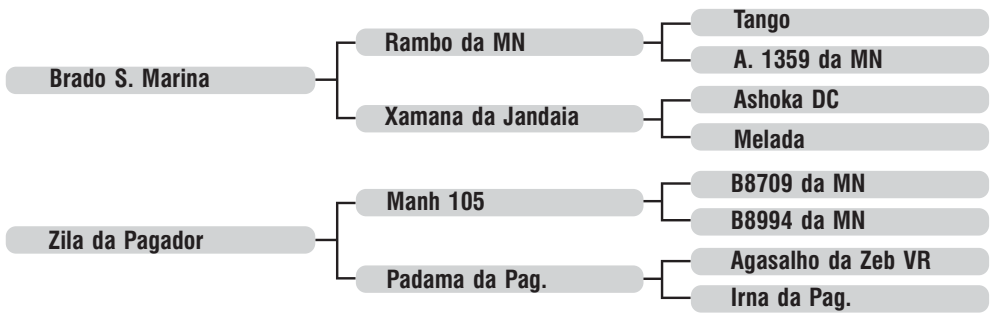 Tango
Rambo da MN
A. 1359 da MN
Brado S. Marina
Ashoka DC
Xamana da Jandaia
Melada
B8709 da MN
Manh 105
B8994 da MN
Zila da Pagador
Agasalho da Zeb VR
Padama da Pag.
Irna da Pag.